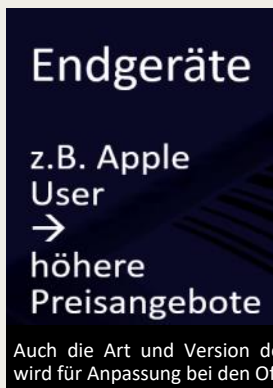 Endgeräte
z.B. Apple
User
→
höhere
Preisangebote
Auch die Art und Version
wird für Anpassung bei den